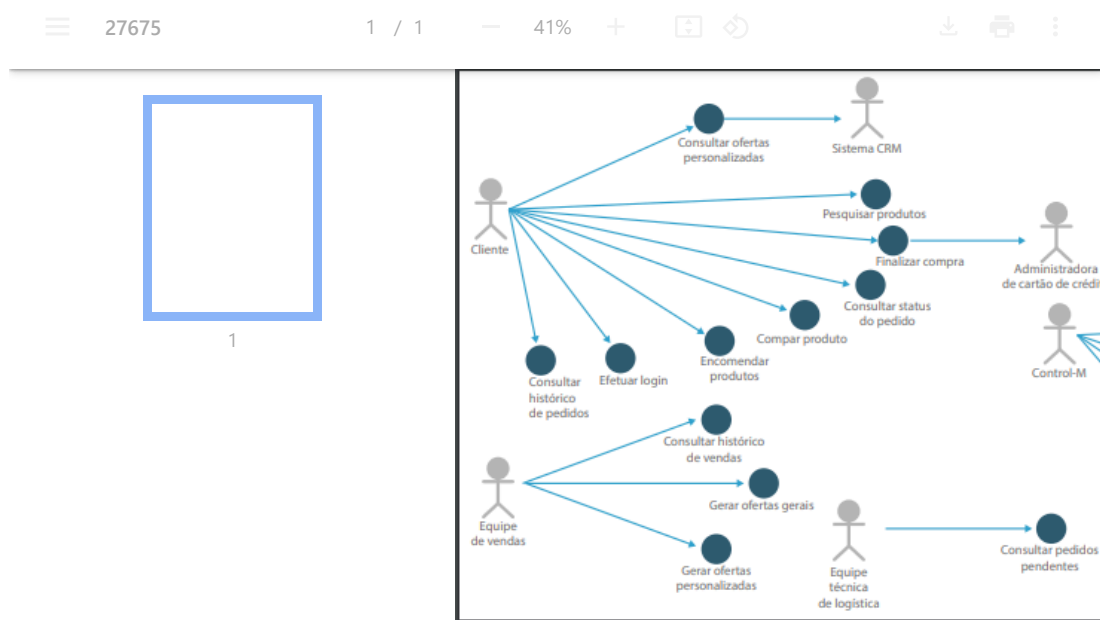 27675
1 / 1
41%
1
Consultar ofertas
personalizadas
Sistema CRM
Cliente
Pesquisar produtos
Finalizar compra
Administradora
de cartão de crédi
Consultar status
do pedido
Compar produto
Control-M
Encomendar
produtos
Efetuar login
Consultar
histórico
de pedidos
Consultar histórico
de vendas
Gerar ofertas gerais
Equipe
de vendas
Gerar ofertas
personalizadas
Equipe
técnica
de logística
Consultar pedidos
pendentes